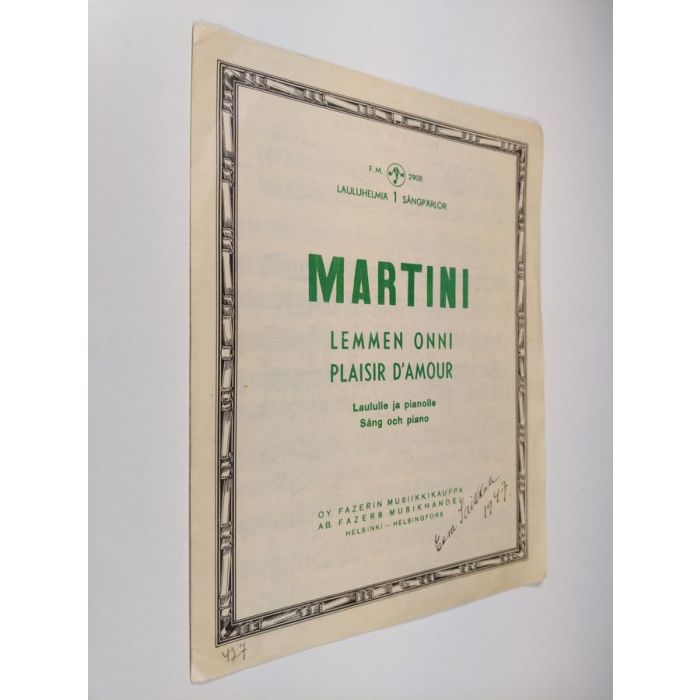 F. M. 2908
LAULUHELMIÄ 1 SÅNGPÄRLOR
MARTINI
LEMMEN ONNI
PLAISIR D'AMOUR
Laululle ja pianolle
Sång och piano
OY. FAZERIN MUSIIKKIKAUPPA
AB. FAZERS MUSIKHANDEL
HELSINKI – HELSINGFORS
1947.
427